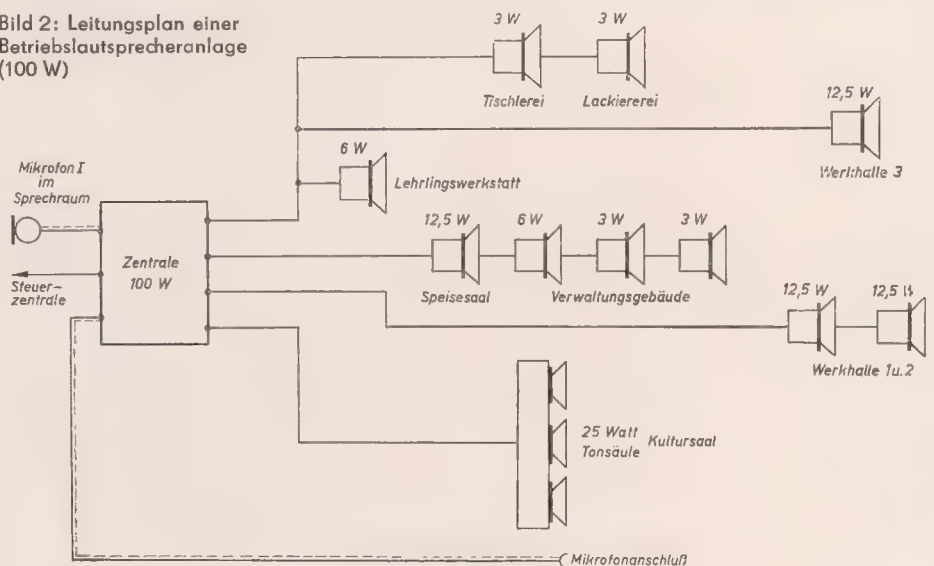 Bild 2: Leitungsplan einer
Betriebslautsprecheranlage
(100 W)
3 W
3 W
Tischlerei
Lackiererei
12,5 W
Werkhalle 3
6 W
Lehrlingswerkstatt
Mikrofon I
im
Sprechraum
Zentrale
100 W
Steuer-
zentrale
12,5 W
6 W
3 W
3 W
Speisesaal
Verwaltungsgebäude
12,5 W
12,5 W
Werkhalle 1u.2
25 Watt
Tonsäule
Kultursaal
Mikrofonanschluß